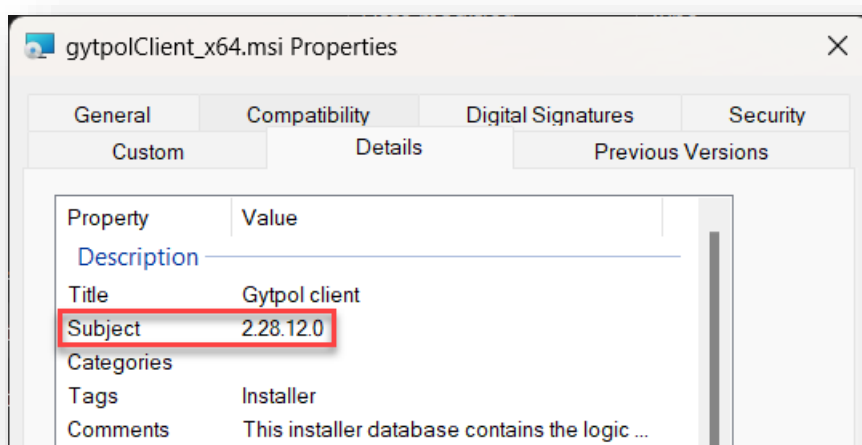 gytpolClient_x64.msi Properties
General Compatibility Digital Signatures Security
Custom Details Previous Versions
Property Value
Description
Title Gytpol client
Subject 2.28.12.0
Categories
Tags Installer
Comments This installer database contains the logic ...